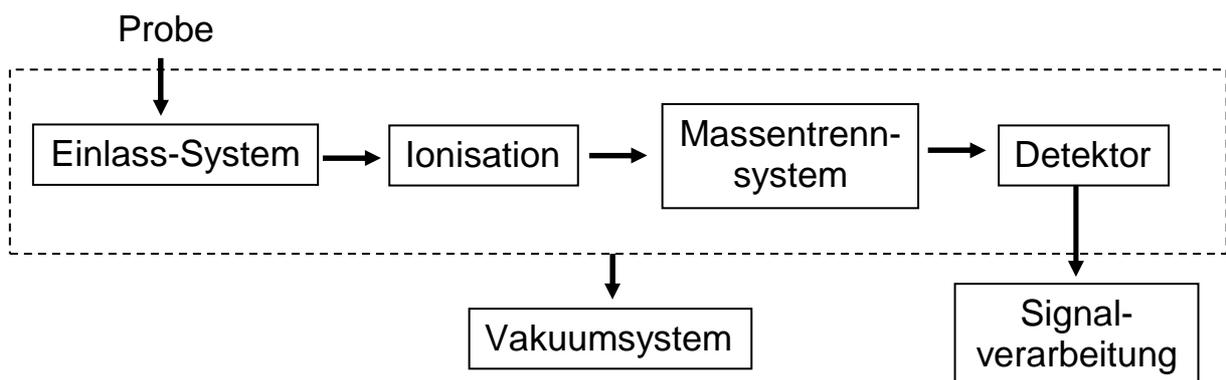 Probe
Einlass-System
Ionisation
Massentrenn-
system
Detektor
Vakuumsystem
Signal-
verarbeitung